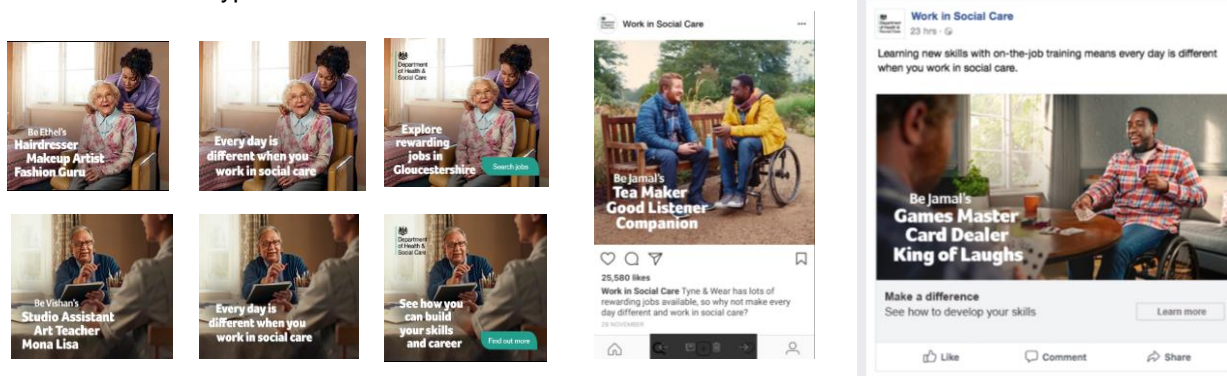 Be Ethel's
Hairdresser
Makeup Artist
Fashion Guru
Every day is
different when you
work in social care
Department
of Health &
Social Care
Explore
rewarding
jobs in
Gloucestershire
Search jobs
Be Vishan's
Studio Assistant
Art Teacher
Mona Lisa
Every day is
different when you
work in social care
Department
of Health &
Social Care
See how you
can build
your skills
and career
Find out more
Work in Social Care
Be Jamal's
Tea Maker
Good Listener
Companion
25,580 likes
Work in Social Care Tyne & Wear has lots of
rewarding jobs available, so why not make every
day different and work in social care?
29 NOVEMBER
Work in Social Care
23 hrs
Learning new skills with on-the-job training means every day is different
when you work in social care.
Be Jamal's
Games Master
Card Dealer
King of Laughs
Make a difference
See how to develop your skills
Learn more
Like
Comment
Share